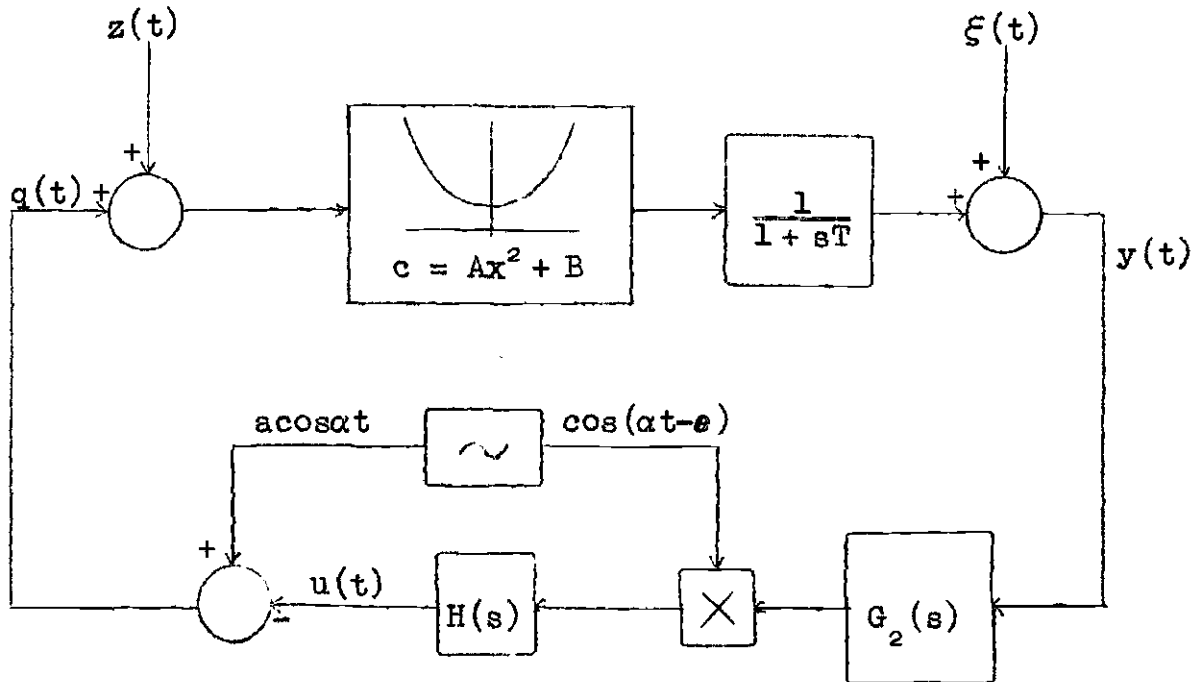 z(t)
ξ(t)
+
+
q(t) +
+
1
1 + sT
c = Ax² + B
y(t)
acosαt
cos(αt-e)
+
u(t)
-
H(s)
G₂(s)